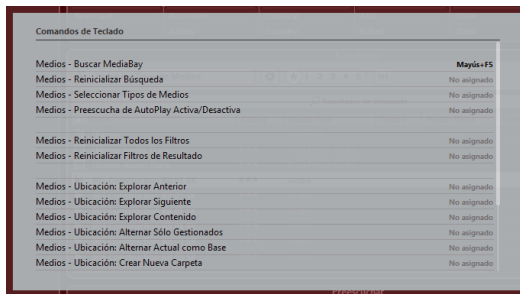 Comandos de Teclado
Medios - Buscar MediaBay Mayús+F5
Medios - Reinicializar Búsqueda No asignado
Medios - Seleccionar Tipos de Medios No asignado
Medios - Preescucha de AutoPlay Activa/Desactiva No asignado
Medios - Reinicializar Todos los Filtros No asignado
Medios - Reinicializar Filtros de Resultado No asignado
Medios - Ubicación: Explorar Anterior No asignado
Medios - Ubicación: Explorar Siguiente No asignado
Medios - Ubicación: Explorar Contenido No asignado
Medios - Ubicación: Alternar Sólo Gestionados No asignado
Medios - Ubicación: Alternar Actual como Base No asignado
Medios - Ubicación: Crear Nueva Carpeta No asignado
Preescuchar